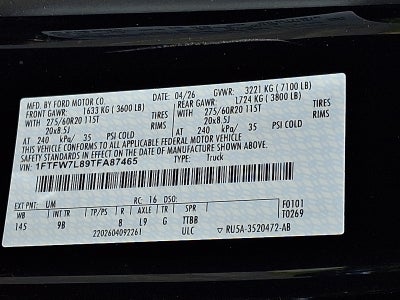 MFD. BY FORD MOTOR CO.
DATE: 04/26 GVWR: 3221 KG ( 7100 LB)
FRONT GAWR: 1633 KG ( 3600 LB) REAR GAWR: 1724 KG ( 3800 LB)
WITH 275/60R20 115T TIRES WITH 275/60R20 115T TIRES
20x8.5J RIMS 20x8.5J RIMS
AT 240 kPa/ 35 PSI COLD AT 240 kPa/ 35 PSI COLD
THIS VEHICLE CONFORMS TO ALL APPLICABLE FEDERAL MOTOR VEHICLE
SAFETY STANDARDS IN EFFECT ON THE DATE OF MANUFACTURE SHOWN ABOVE.
VIN: 1FTFW7L89TFA87465 TYPE: Truck
EXT PNT: UM RC: 16 DSO: F0101
WB INT TR TP/PS R AXLE TR SPR T0269
145 9B 8 L9 G TTBB
2202604092261 ULC ▽ RU5A-3520472-AB